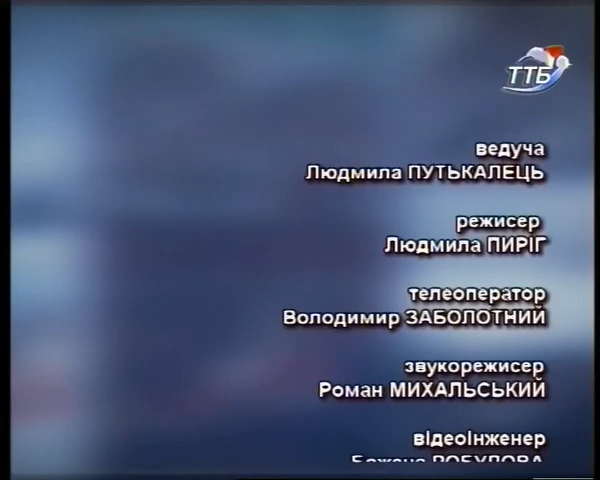 ТТБ
ведуча
Людмила ПУТЬКАЛЕЦЬ
режисер
Людмила ПИРІГ
телеоператор
Володимир ЗАБОЛОТНИЙ
звукорежисер
Роман МИХАЛЬСЬКИЙ
відеоінженер